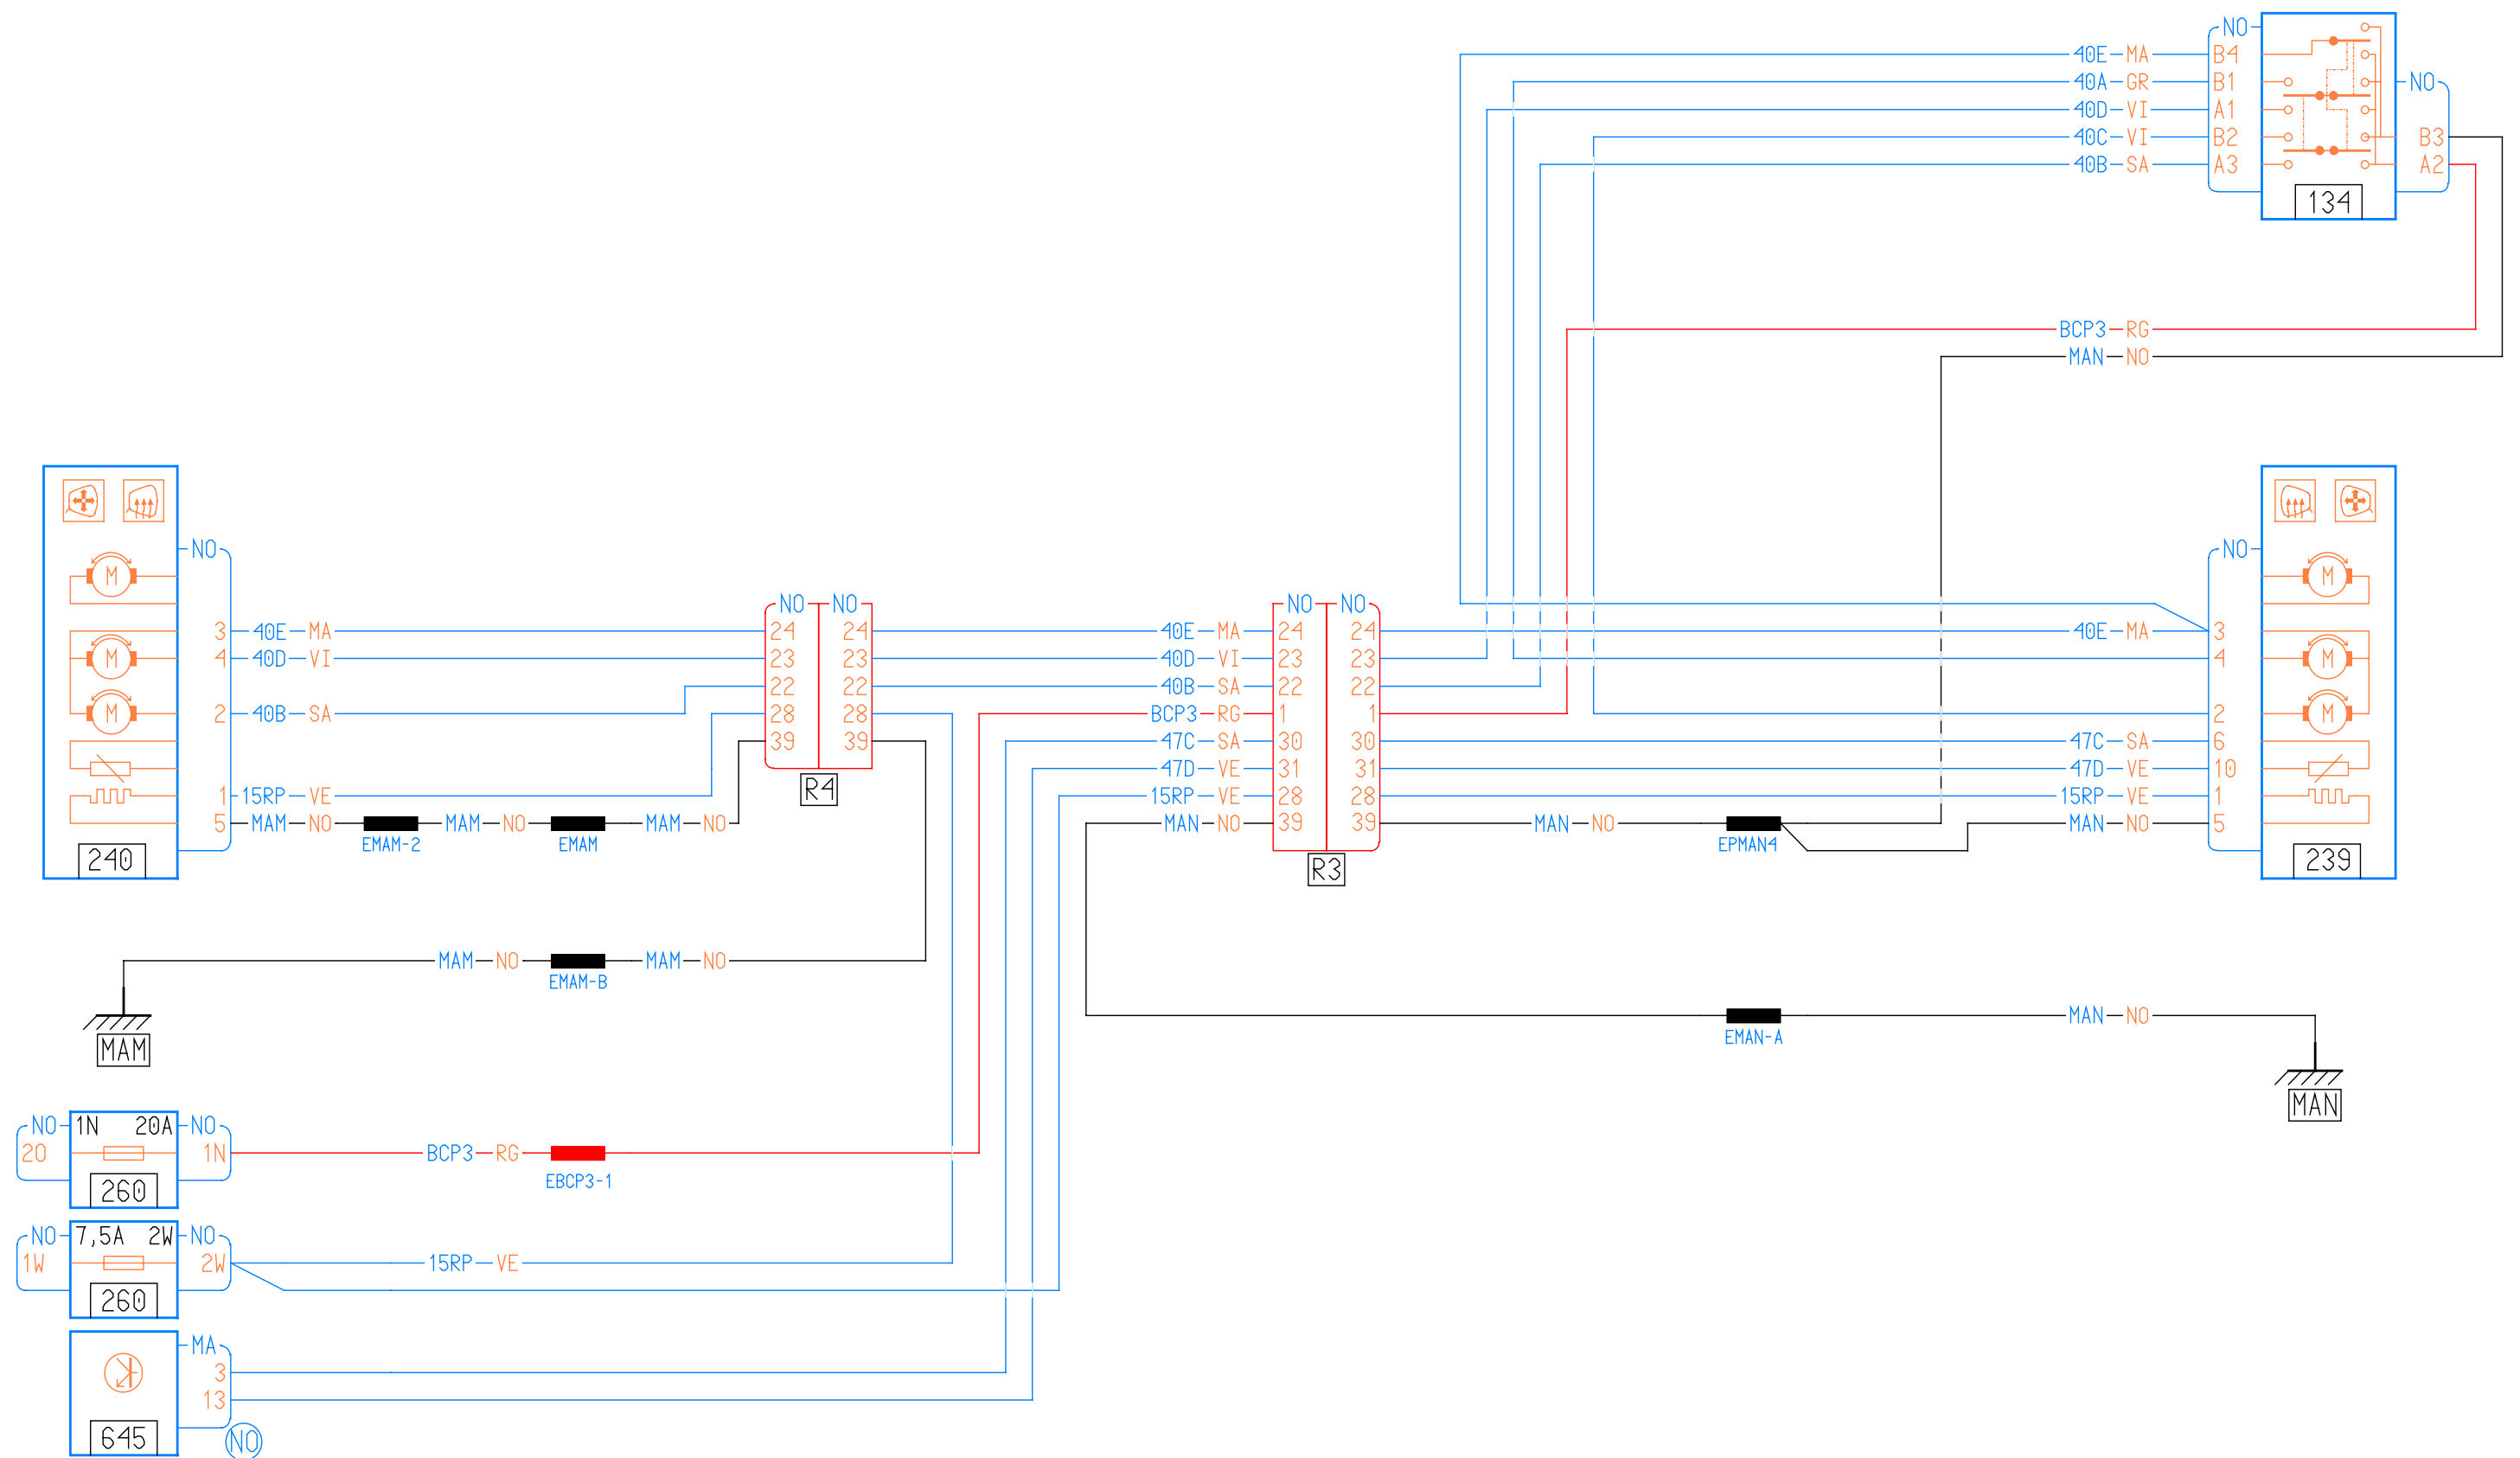 NO
40E MA B4
40A GR B1
40D VI A1
40C VI B2
40B SA A3
NO
B3
A2
134
BCP3 RG
MAN NO
M
M
M
NO
3 40E MA
4 40D VI
2 40B SA
1 15RP VE
5 MAM NO MAM NO MAM NO
EMAM-2 EMAM
240
NO NO
24 24
23 23
22 22
28 28
39 39
R4
40E MA
40D VI
40B SA
BCP3 RG
47C SA
47D VE
15RP VE
MAN NO
NO NO
24 24
23 23
22 22
1 1
30 30
31 31
28 28
39 39
R3
MAN NO
EPMAN4
NO
40E MA 3
4
2
47C SA 6
47D VE 10
15RP VE 1
MAN NO 5
M
M
M
239
MAM NO MAM NO
EMAM-B
MAM
MAN NO
EMAN-A
MAN
NO 1N 20A NO
20 1N
BCP3 RG
EBCP3-1
260
NO 7,5A 2W NO
1W 2W
15RP VE
260
MA
3
13
645
NO